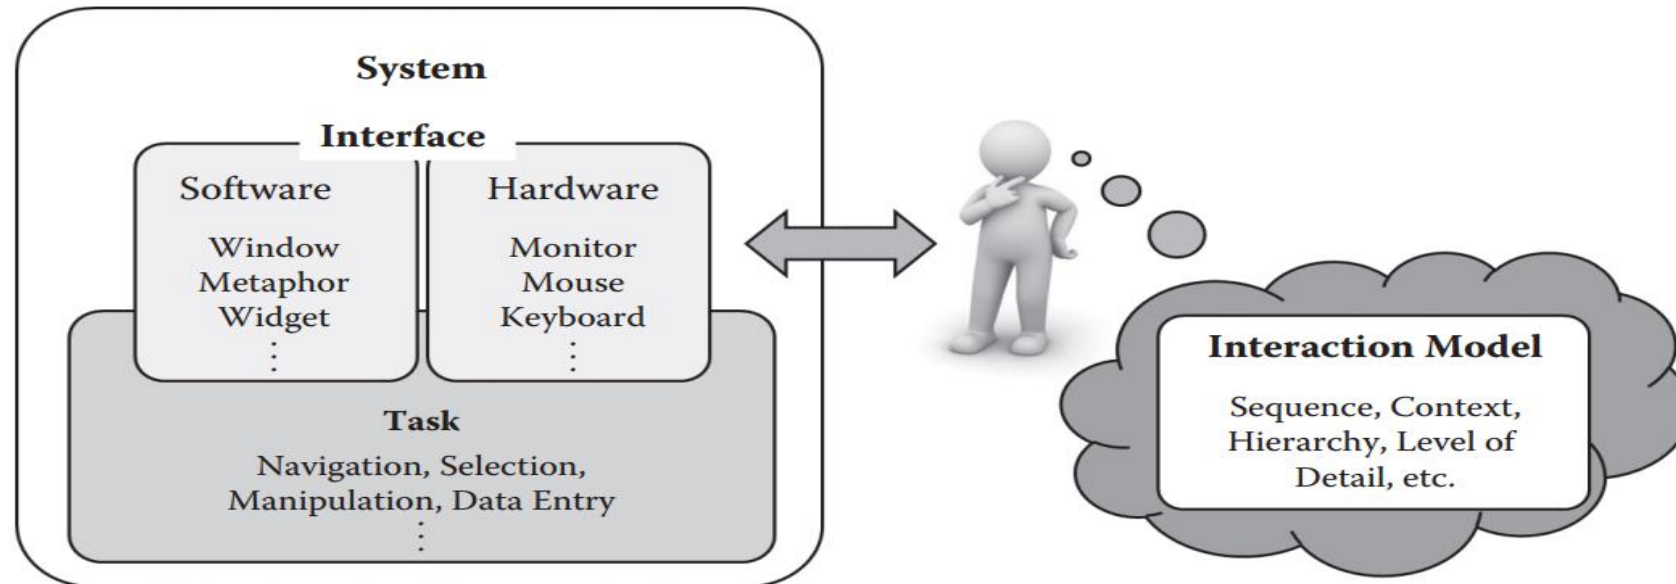 System
Interface
Software
Window
Metaphor
Widget
⋮
Hardware
Monitor
Mouse
Keyboard
⋮
Task
Navigation, Selection,
Manipulation, Data Entry
⋮
Interaction Model
Sequence, Context,
Hierarchy, Level of
Detail, etc.